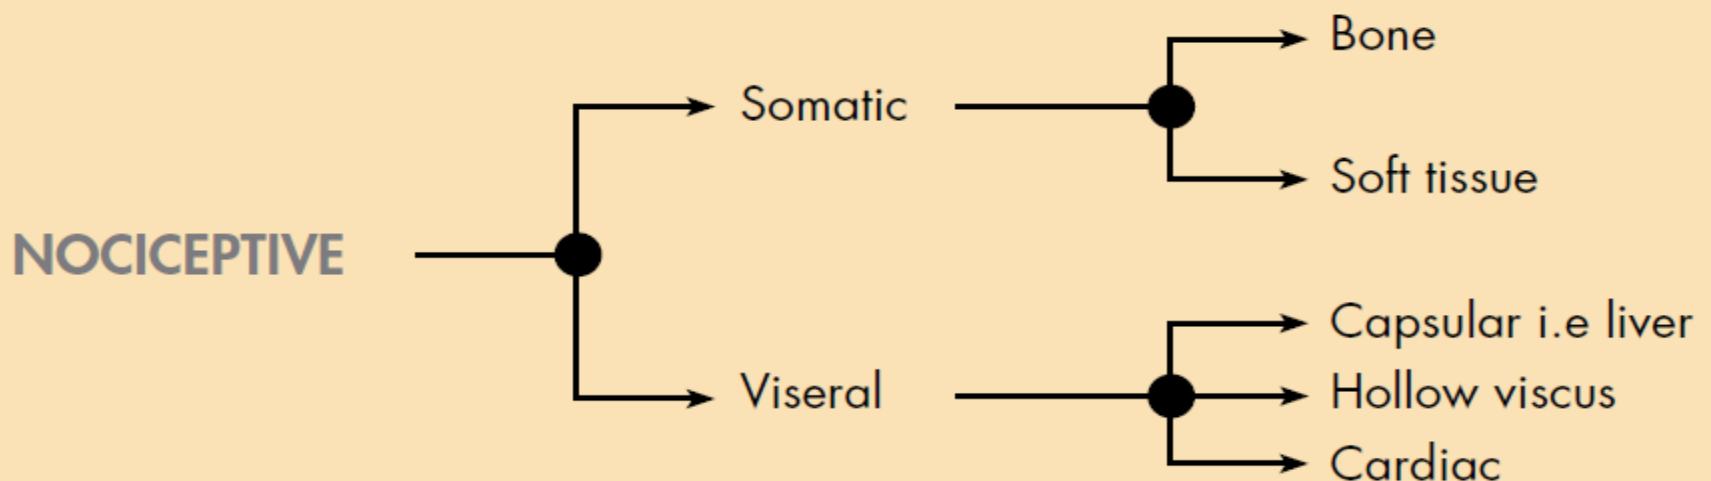 NOCICEPTIVE
Somatic
Bone
Soft tissue
Viseral
Capsular i.e liver
Hollow viscus
Cardiac